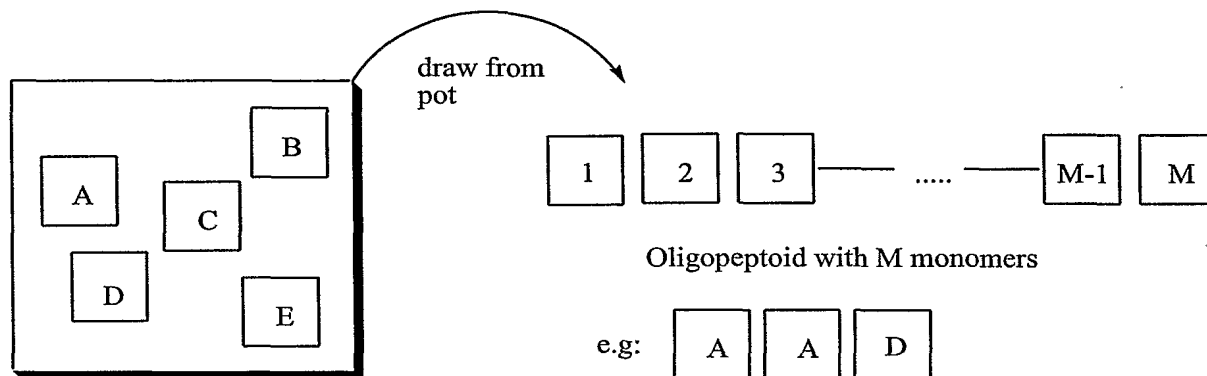 draw from
pot
A
B
C
D
E
1 2 3 ..... M-1 M
Oligopeptoid with M monomers
e.g: A A D